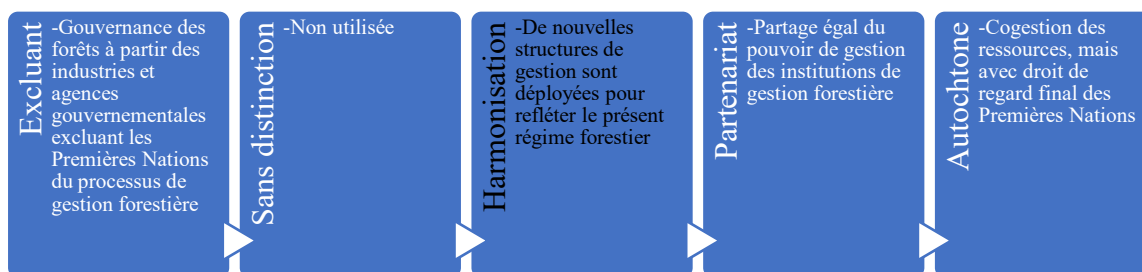 Excluant
-Gouvernance des
forêts à partir des
industries et
agences
gouvernementales
excluant les
Premières Nations
du processus de
gestion forestière
Sans distinction
-Non utilisée
Harmonisation
-De nouvelles
structures de
gestion sont
déployées pour
refléter le présent
régime forestier
Partenariat
-Partage égal du
pouvoir de gestion
des institutions de
gestion forestière
Autochtone
-Cogestion des
ressources, mais
avec droit de
regard final des
Premières Nations